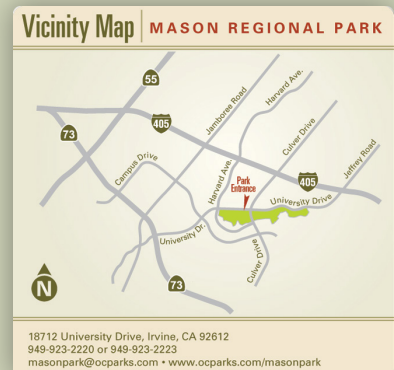 Vicinity Map MASON REGIONAL PARK
55
405
73
Jamboree Road
Harvard Ave.
Culver Drive
Campus Drive
Harvard Ave.
Park
Entrance
405
Jeffrey Road
University Drive
University Dr.
Culver Drive
73
N
18712 University Drive, Irvine, CA 92612
949-923-2220 or 949-923-2223
masonpark@ocparks.com • www.ocparks.com/masonpark